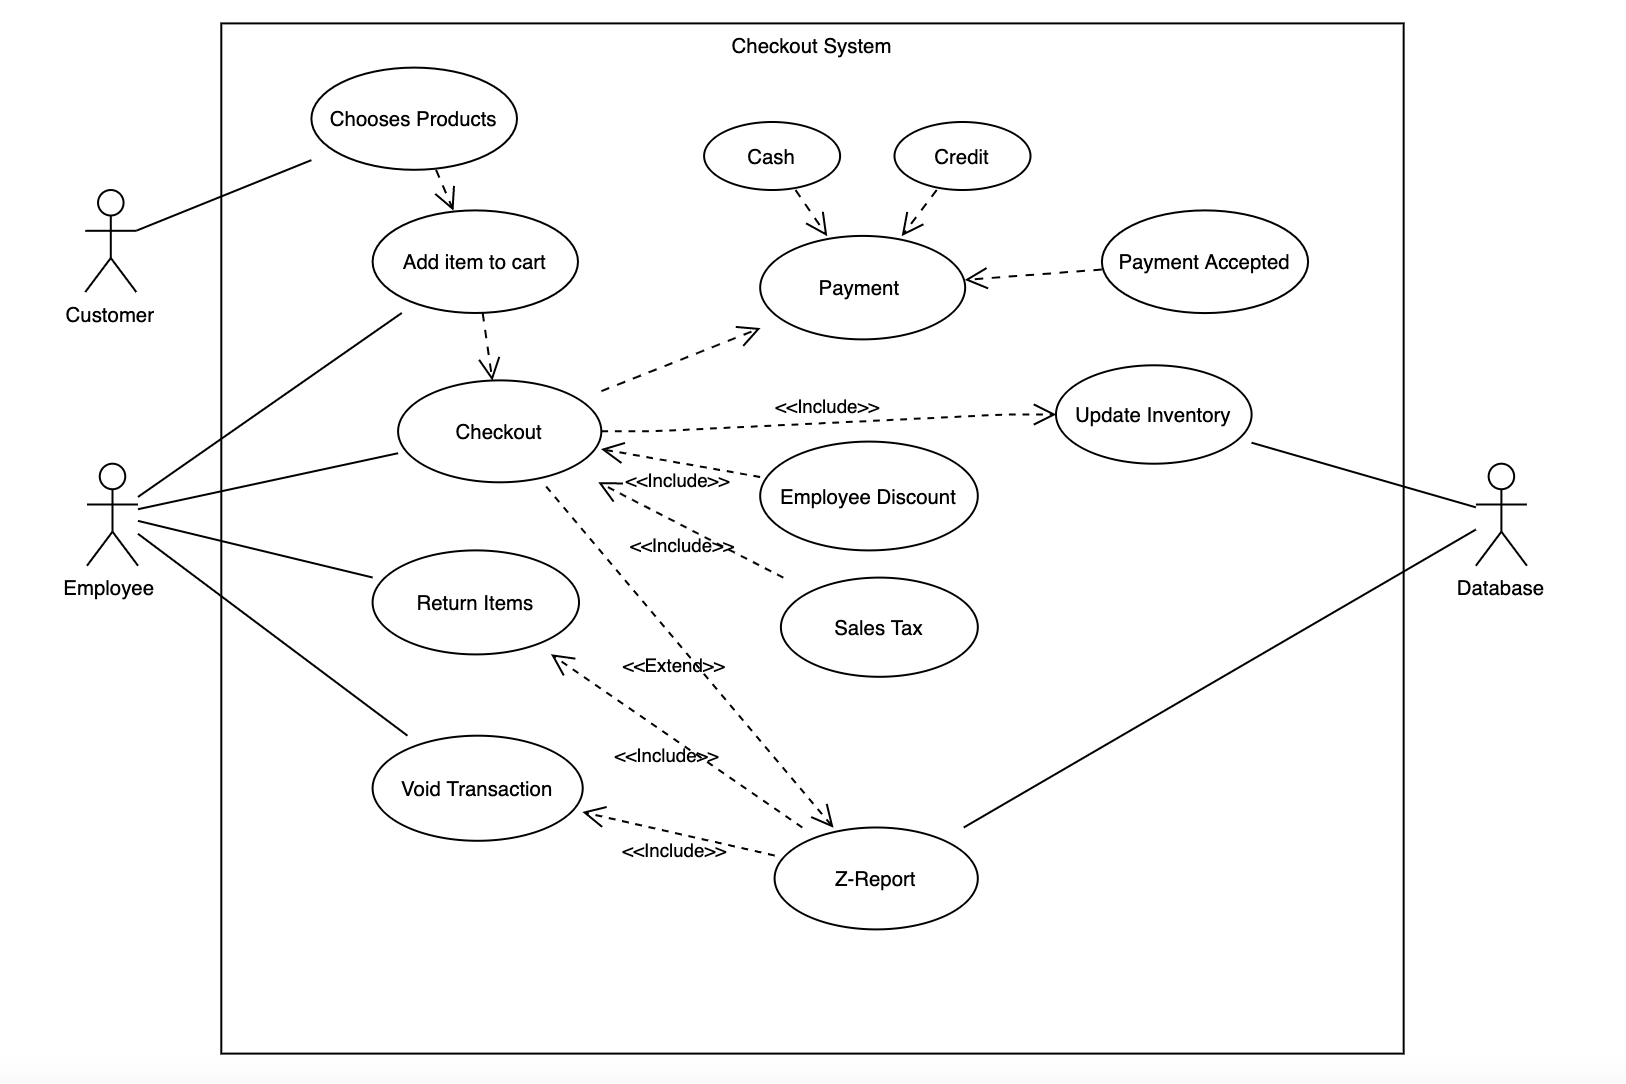 Checkout System
Chooses Products
Cash
Credit
Add item to cart
Payment
Payment Accepted
Customer
Checkout
<<Include>>
Update Inventory
<<Include>>
Employee Discount
<<Include>>
Employee
Database
Return Items
Sales Tax
<<Extend>>
<<Include>>
Void Transaction
<<Include>>
Z-Report